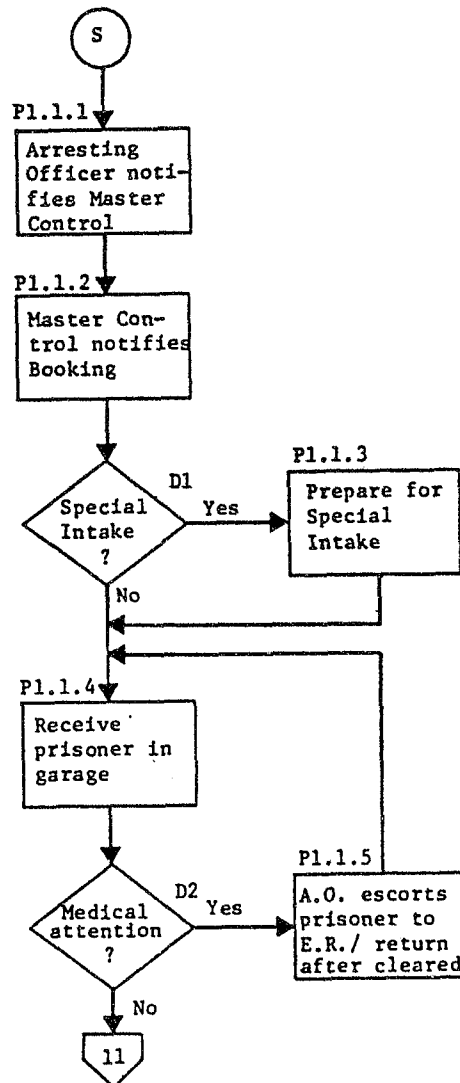 S
P1.1.1
Arresting
Officer noti-
fies Master
Control
P1.1.2
Master Con-
trol notifies
Booking
D1
Special
Intake
?
Yes
P1.1.3
Prepare for
Special
Intake
No
P1.1.4
Receive
prisoner in
garage
D2
Medical
attention
?
Yes
P1.1.5
A.O. escorts
prisoner to
E.R./ return
after cleared
No
11